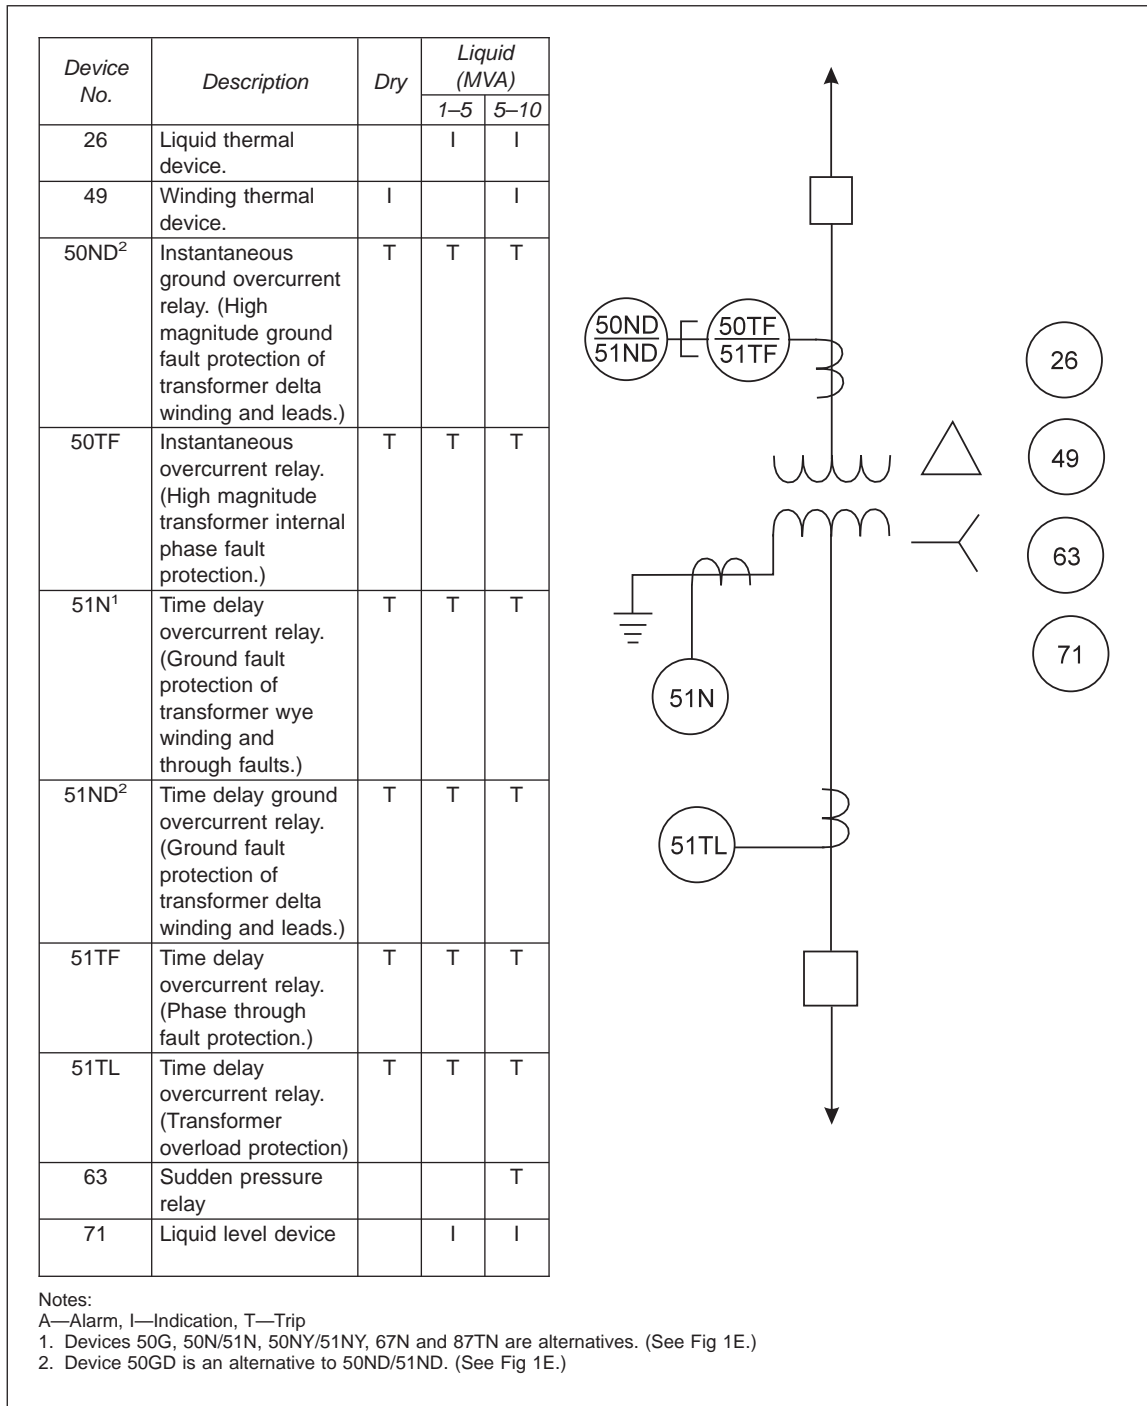 Device No. Description Dry Liquid (MVA)
1–5 5–10
26 Liquid thermal device. I I
49 Winding thermal device. I I
50ND² Instantaneous ground overcurrent relay. (High magnitude ground fault protection of transformer delta winding and leads.) T T T
50TF Instantaneous overcurrent relay. (High magnitude transformer internal phase fault protection.) T T T
51N¹ Time delay overcurrent relay. (Ground fault protection of transformer wye winding and through faults.) T T T
51ND² Time delay ground overcurrent relay. (Ground fault protection of transformer delta winding and leads.) T T T
51TF Time delay overcurrent relay. (Phase through fault protection.) T T T
51TL Time delay overcurrent relay. (Transformer overload protection) T T T
63 Sudden pressure relay T
71 Liquid level device I I
50ND
51ND
50TF
51TF
26
49
63
71
51N
51TL
Notes:
A—Alarm, I—Indication, T—Trip
1. Devices 50G, 50N/51N, 50NY/51NY, 67N and 87TN are alternatives. (See Fig 1E.)
2. Device 50GD is an alternative to 50ND/51ND. (See Fig 1E.)